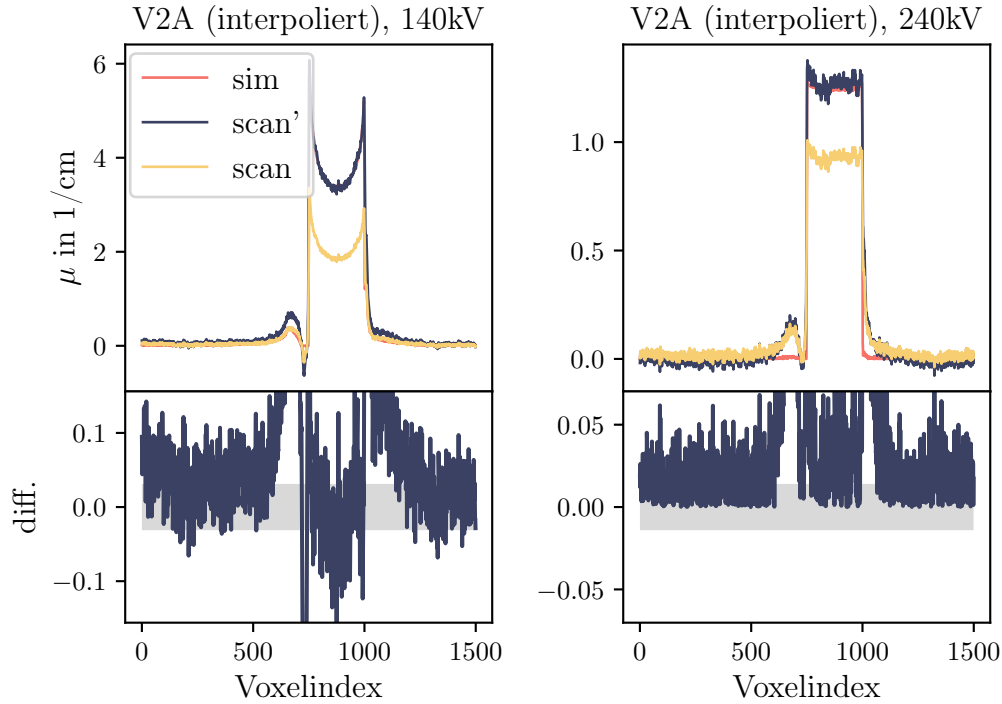 V2A (interpoliert), 140kV
V2A (interpoliert), 240kV
μ in 1/cm
6
4
2
0
sim
scan'
scan
1.0
0.5
0.0
diff.
0.1
0.0
−0.1
0.05
0.00
−0.05
0
500
1000
1500
Voxelindex
0
500
1000
1500
Voxelindex